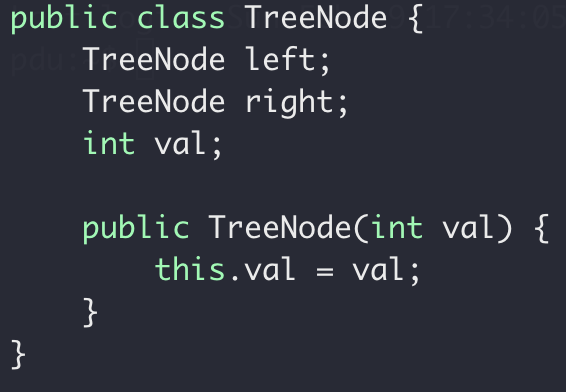 public class TreeNode {
    TreeNode left;
    TreeNode right;
    int val;

    public TreeNode(int val) {
        this.val = val;
    }
}